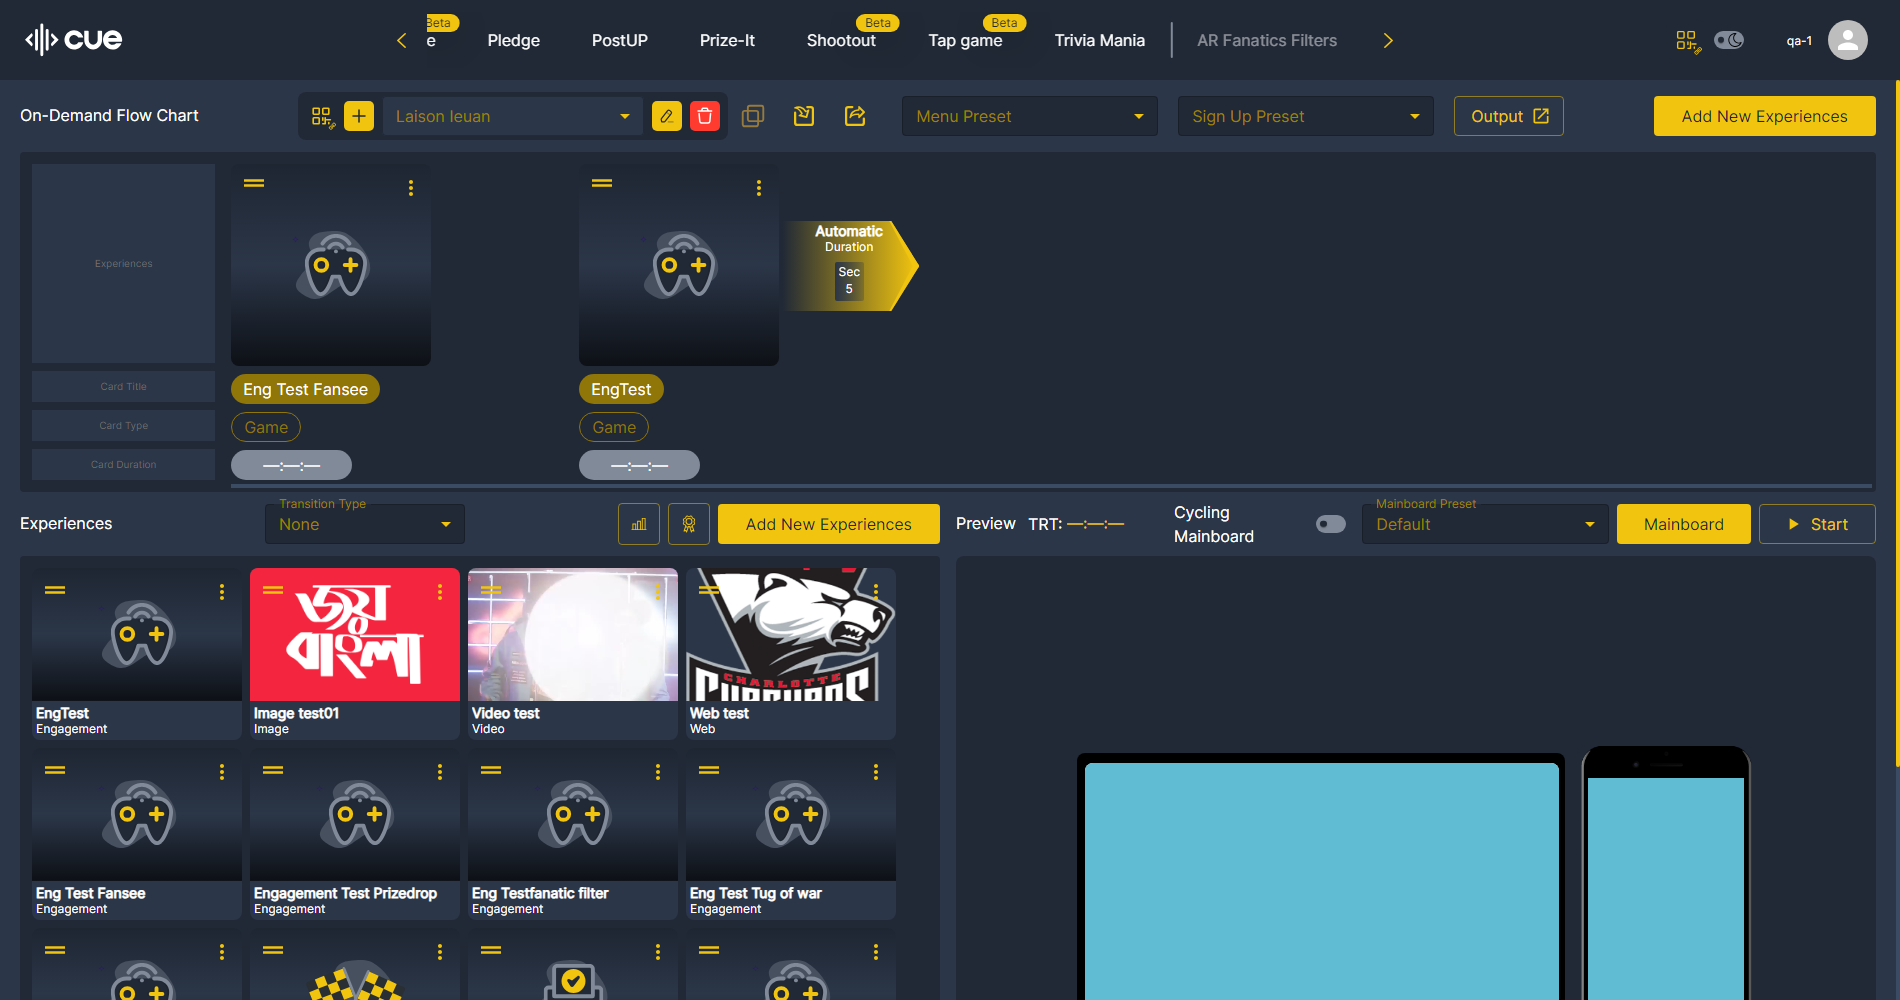 cue
Beta
e
Pledge
PostUP
Prize-It
Beta
Shootout
Beta
Tap game
Trivia Mania
AR Fanatics Filters
qa-1
On-Demand Flow Chart
Laison Ieuan
Menu Preset
Sign Up Preset
Output
Add New Experiences
Experiences
Automatic
Duration
Sec
5
Card Title
Eng Test Fansee
EngTest
Card Type
Game
Game
Card Duration
—:—:—
—:—:—
Experiences
Transition Type
None
Add New Experiences
Preview TRT: —:—:—
Cycling
Mainboard
Mainboard Preset
Default
Mainboard
Start
জয়
বাংলা
CHARLOTTE
EngTest
Engagement
Image test01
Image
Video test
Video
Web test
Web
Eng Test Fansee
Engagement
Engagement Test Prizedrop
Engagement
Eng Testfanatic filter
Engagement
Eng Test Tug of war
Engagement